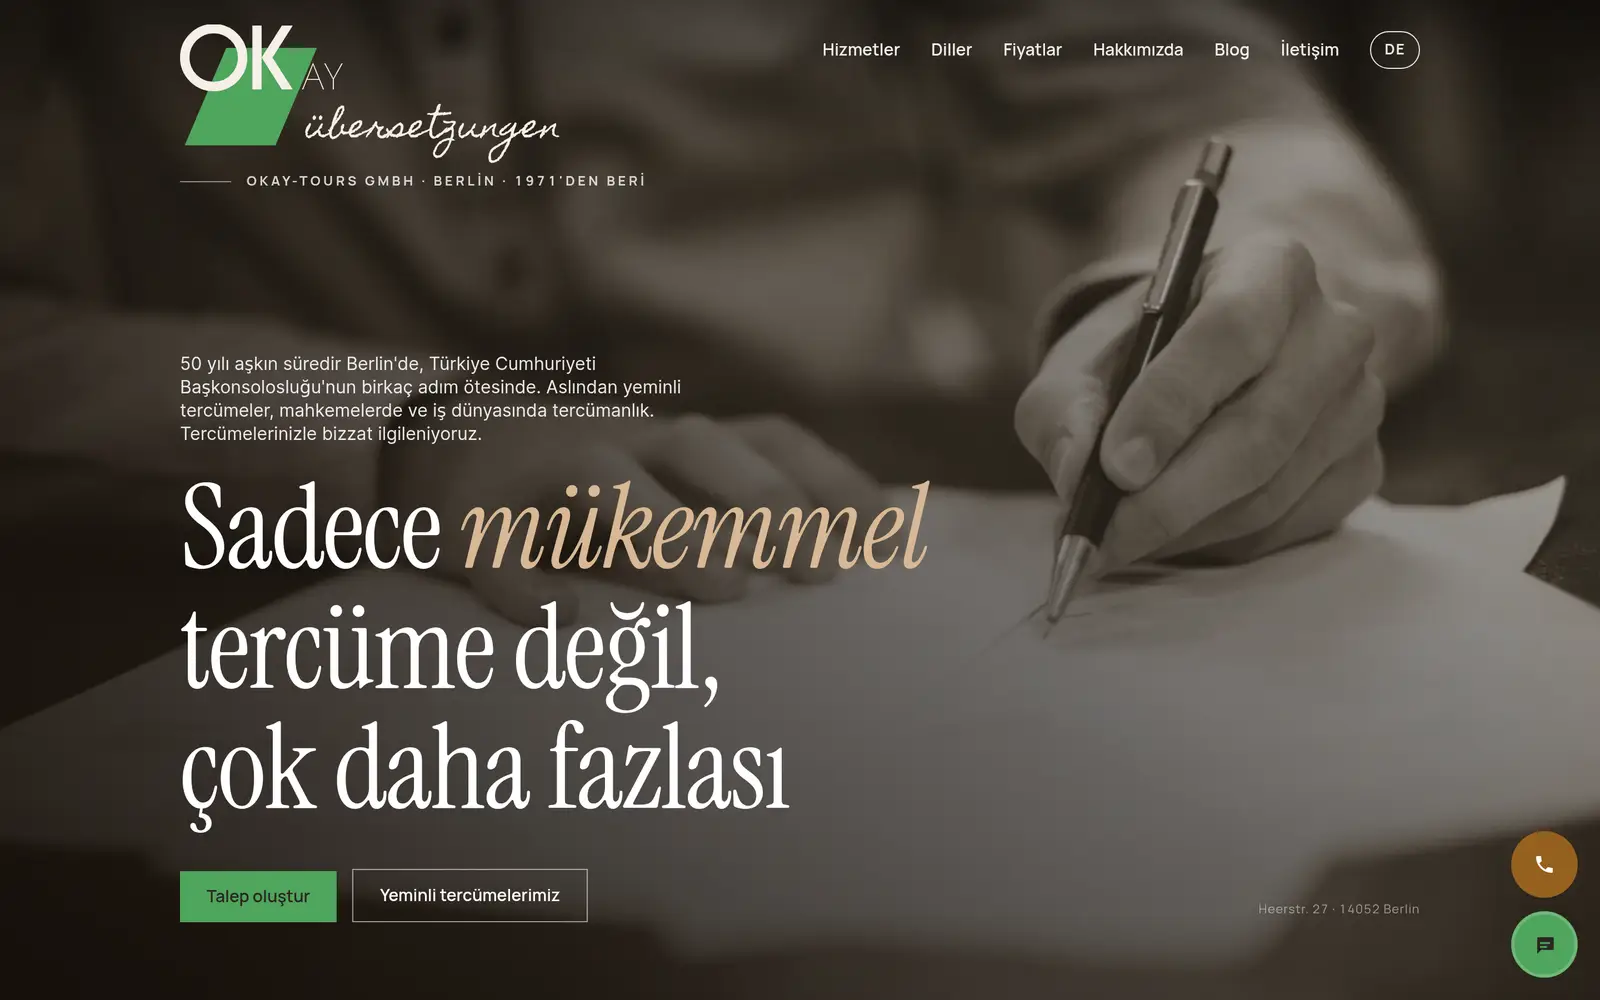 OKAY
übersetzungen
OKAY-TOURS GMBH · BERLİN · 1971'DEN BERİ
Hizmetler Diller Fiyatlar Hakkımızda Blog İletişim DE
50 yılı aşkın süredir Berlin'de, Türkiye Cumhuriyeti
Başkonsolosluğu'nun birkaç adım ötesinde. Aslından yeminli
tercümeler, mahkemelerde ve iş dünyasında tercümanlık.
Tercümelerinizle bizzat ilgileniyoruz.
Sadece mükemmel
tercüme değil,
çok daha fazlası
Talep oluştur Yeminli tercümelerimiz
Heerstr. 27 · 14052 Berlin